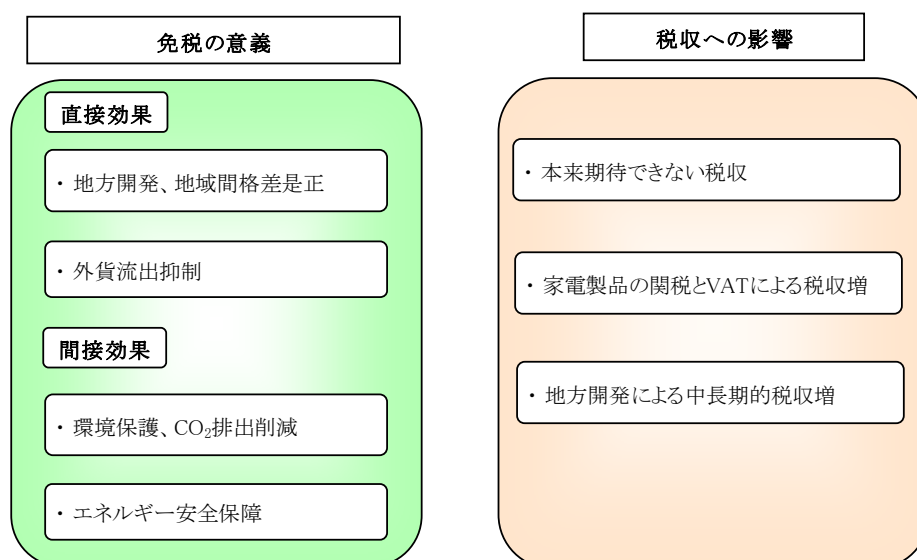 免税の意義
直接効果
・ 地方開発、地域間格差是正
・ 外貨流出抑制
間接効果
・ 環境保護、CO₂排出削減
・ エネルギー安全保障
税収への影響
・ 本来期待できない税収
・ 家電製品の関税とVATによる税収増
・ 地方開発による中長期的税収増